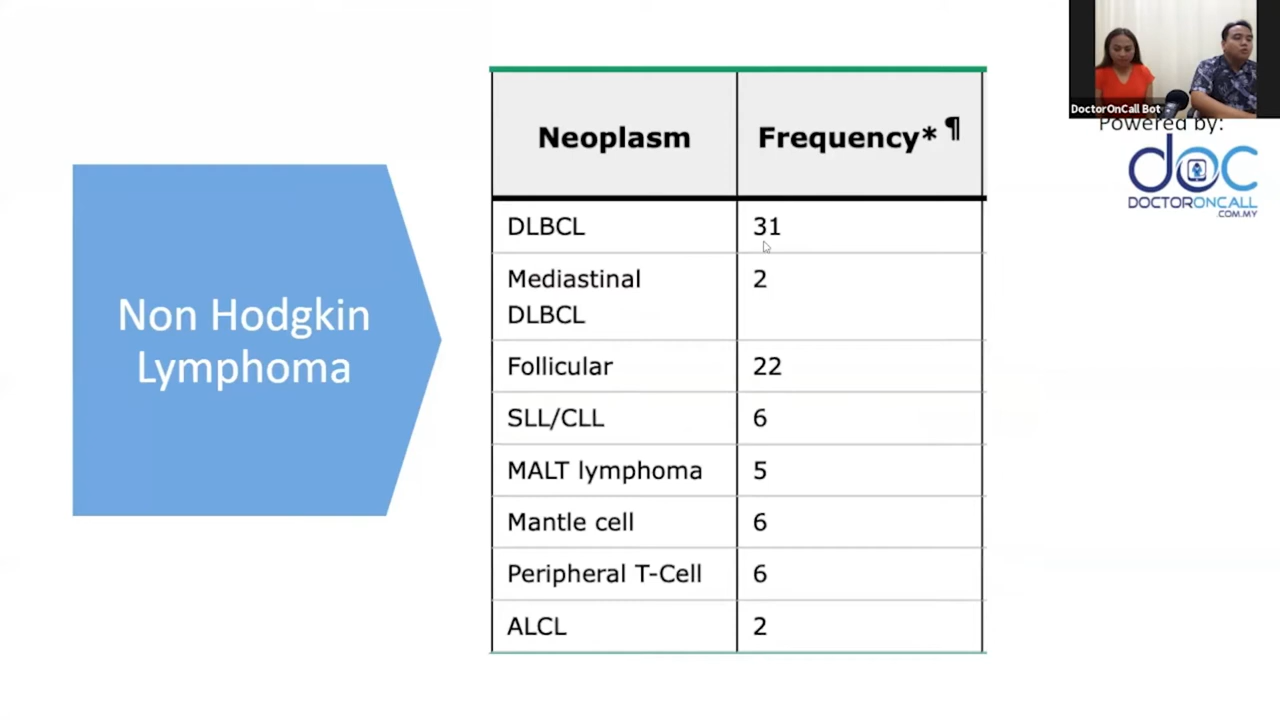 Non Hodgkin
Lymphoma
Neoplasm Frequency* ¶
DLBCL 31
Mediastinal 2
DLBCL
Follicular 22
SLL/CLL 6
MALT lymphoma 5
Mantle cell 6
Peripheral T-Cell 6
ALCL 2
DoctorOnCall Bot
Powered by:
doc
DOCTORONCALL
.COM.MY